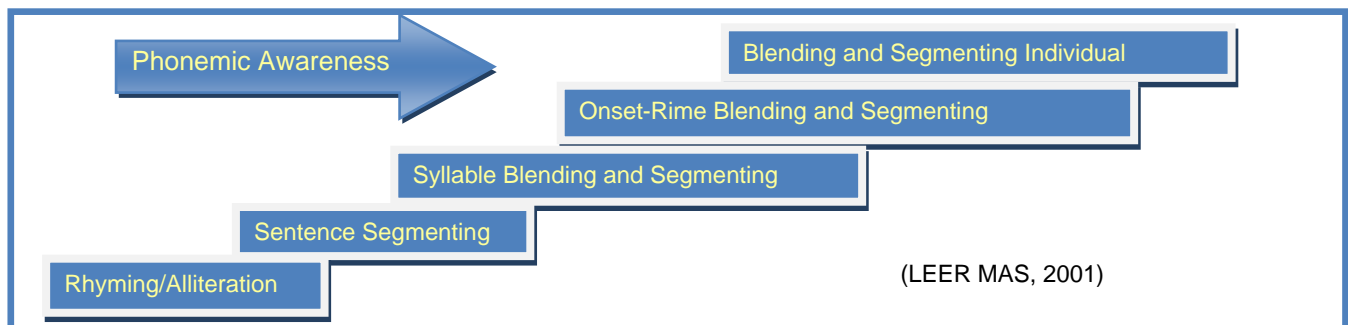 Phonemic Awareness
Blending and Segmenting Individual
Onset-Rime Blending and Segmenting
Syllable Blending and Segmenting
Sentence Segmenting
Rhyming/Alliteration
(LEER MAS, 2001)